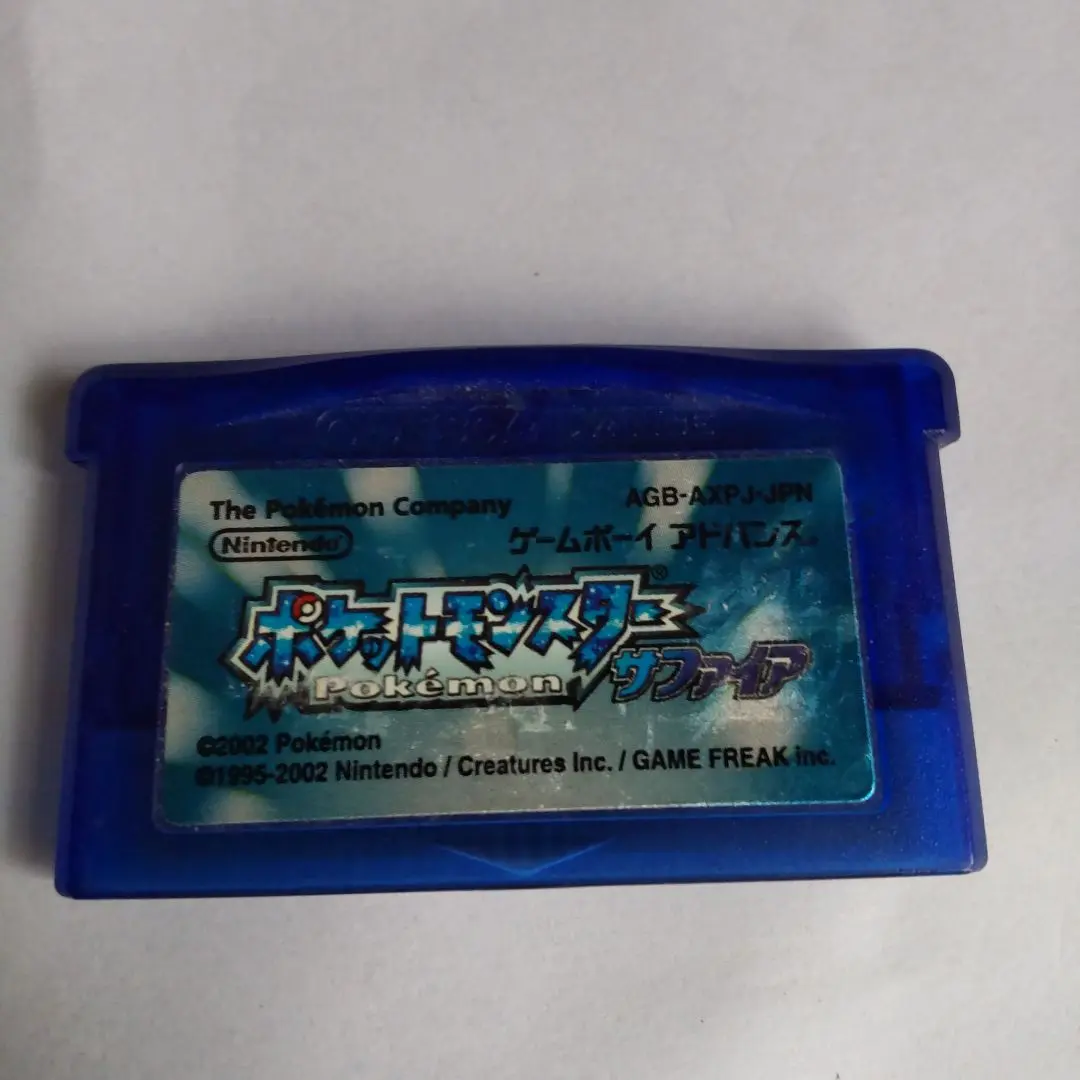 The Pokémon Company
AGB-AXPJ-JPN
Nintendo
ゲームボーイ アドバンス
ポケットモンスター®
Pokémon
サファイア
©2002 Pokémon
©1995-2002 Nintendo / Creatures Inc. / GAME FREAK inc.